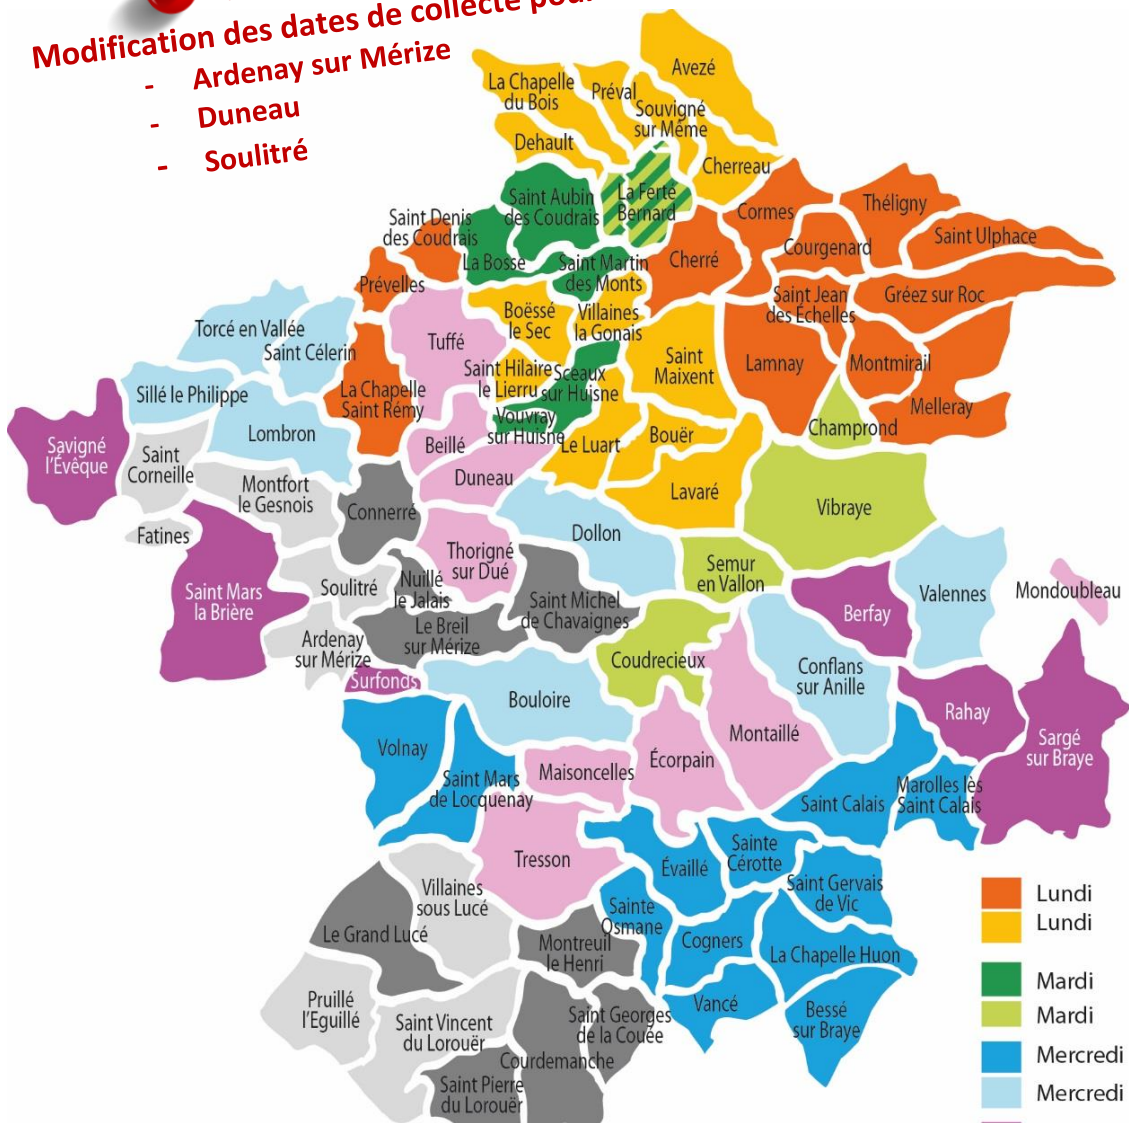 Modification des dates de collecte pour
- Ardenay sur Mérize
- Duneau
- Soulitré
Avezé
La Chapelle
du Bois
Préval
Souvigné
sur Même
Dehault
Cherreau
Saint Aubin
des Coudrais
La Ferté
Bernard
Cormes
Théligny
Saint Denis
des Coudrais
Courgenard
Saint Ulphace
La Bosse
Saint Martin
des Monts
Cherré
Prévelles
Saint Jean
des Échelles
Gréez sur Roc
Boëssé
le Sec
Villaines
la Gonais
Torcé en Vallée
Saint Célerin
Tuffé
Saint
Maixent
Lamnay
Montmirail
Saint Hilaire
le Lierru
Sceaux
sur Huisne
Sillé le Philippe
La Chapelle
Saint Rémy
Melleray
Vouvray
sur Huisne
Champrond
Lombron
Beillé
Le Luart
Bouër
Savigné
l'Évêque
Saint
Corneille
Duneau
Lavaré
Montfort
le Gesnois
Connerré
Vibraye
Fatines
Dollon
Thorigné
sur Dué
Semur
en Vallon
Saint Mars
la Brière
Soulitré
Nuillé
le Jalais
Saint Michel
de Chavaignes
Valennes
Mondoubleau
Berfay
Ardenay
sur Mérize
Le Breil
sur Mérize
Coudrecieux
Conflans
sur Anille
Surfonds
Bouloire
Rahay
Volnay
Montaillé
Sargé
sur Braye
Écorpain
Maisoncelles
Saint Mars
de Locquenay
Saint Calais
Marolles lès
Saint Calais
Tresson
Sainte
Cérotte
Évaillé
Saint Gervais
de Vic
Villaines
sous Lucé
Sainte
Osmane
Le Grand Lucé
Montreuil
le Henri
Cogners
La Chapelle Huon
Pruillé
l'Eguillé
Vancé
Bessé
sur Braye
Saint Vincent
du Lorouër
Saint Georges
de la Couée
Courdemanche
Saint Pierre
du Lorouër
Lundi
Lundi
Mardi
Mardi
Mercredi
Mercredi